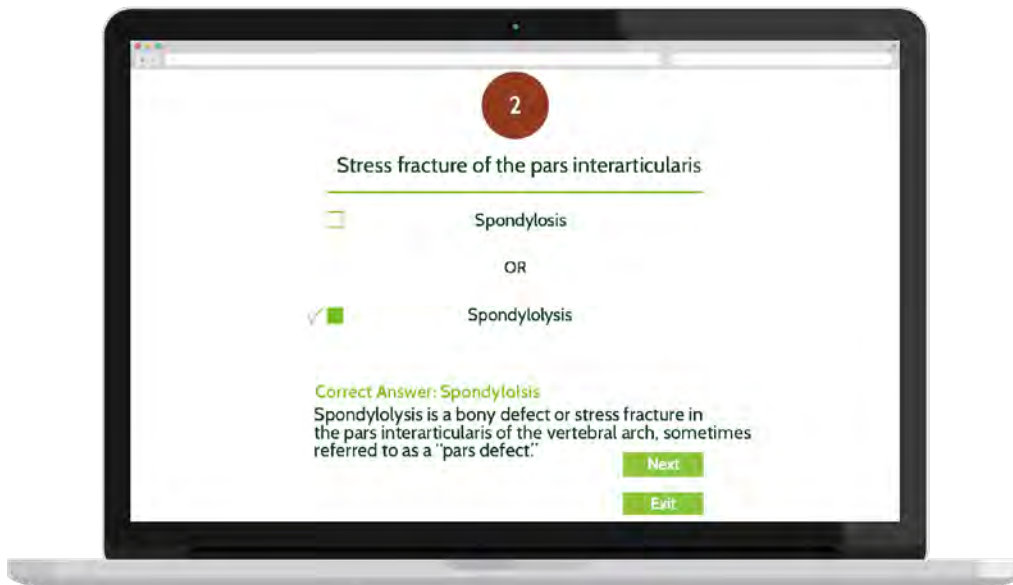 2
Stress fracture of the pars interarticularis
Spondylosis
OR
Spondylolysis
Correct Answer: Spondylolsis
Spondylolysis is a bony defect or stress fracture in
the pars interarticularis of the vertebral arch, sometimes
referred to as a "pars defect."
Next
Exit